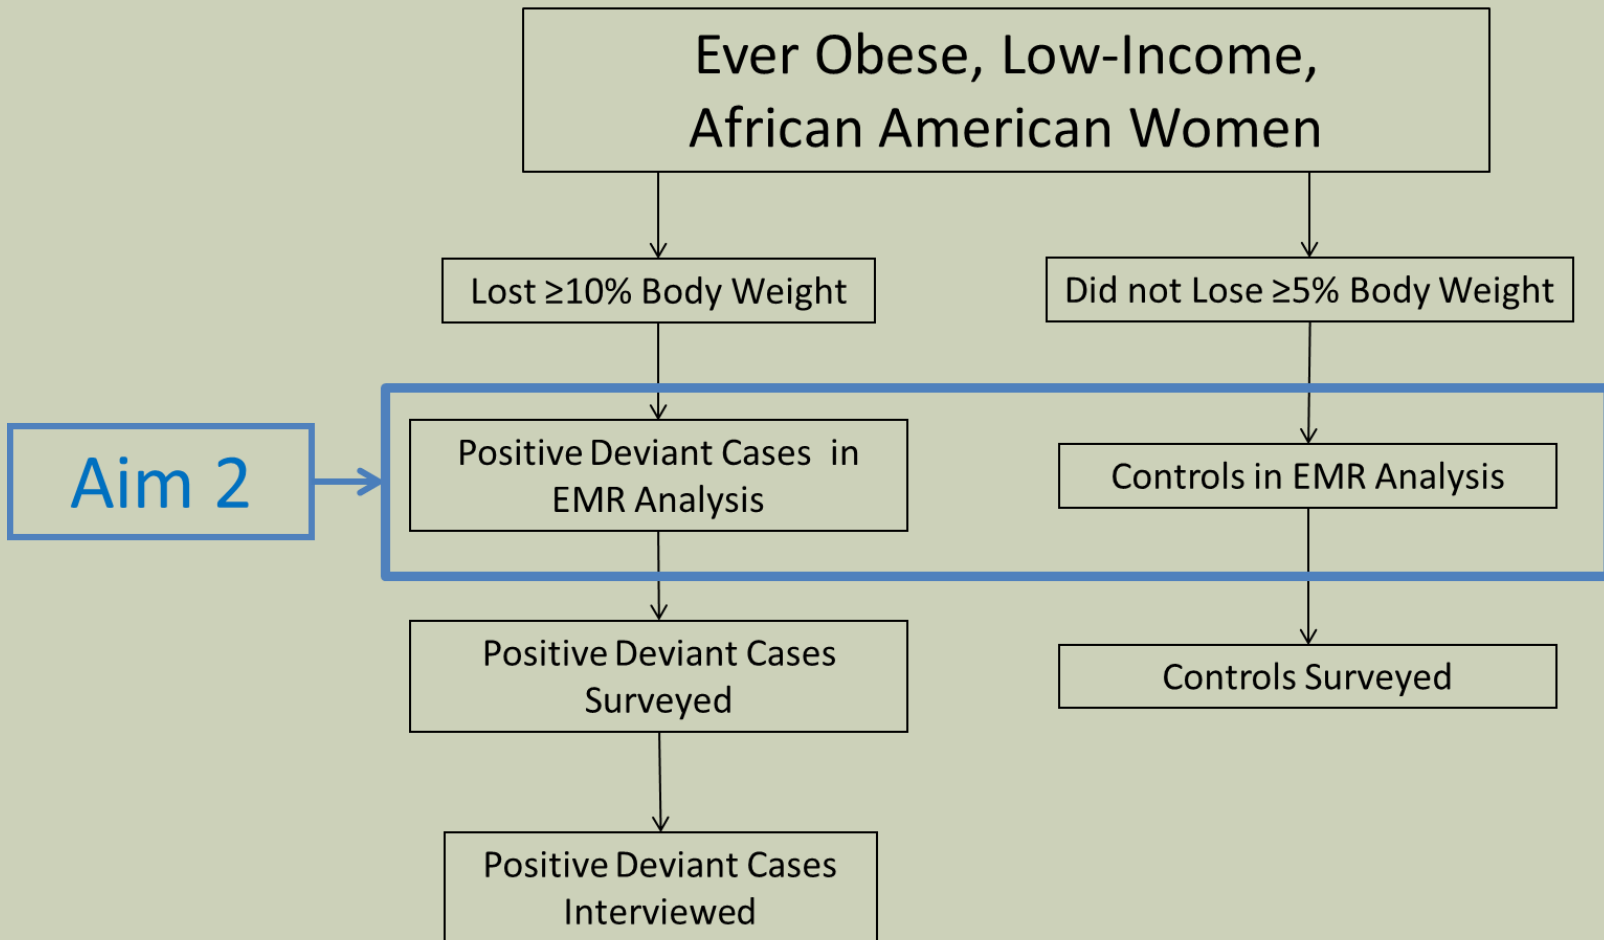 Ever Obese, Low-Income,
African American Women
Lost ≥10% Body Weight
Did not Lose ≥5% Body Weight
Aim 2
Positive Deviant Cases in
EMR Analysis
Controls in EMR Analysis
Positive Deviant Cases
Surveyed
Controls Surveyed
Positive Deviant Cases
Interviewed